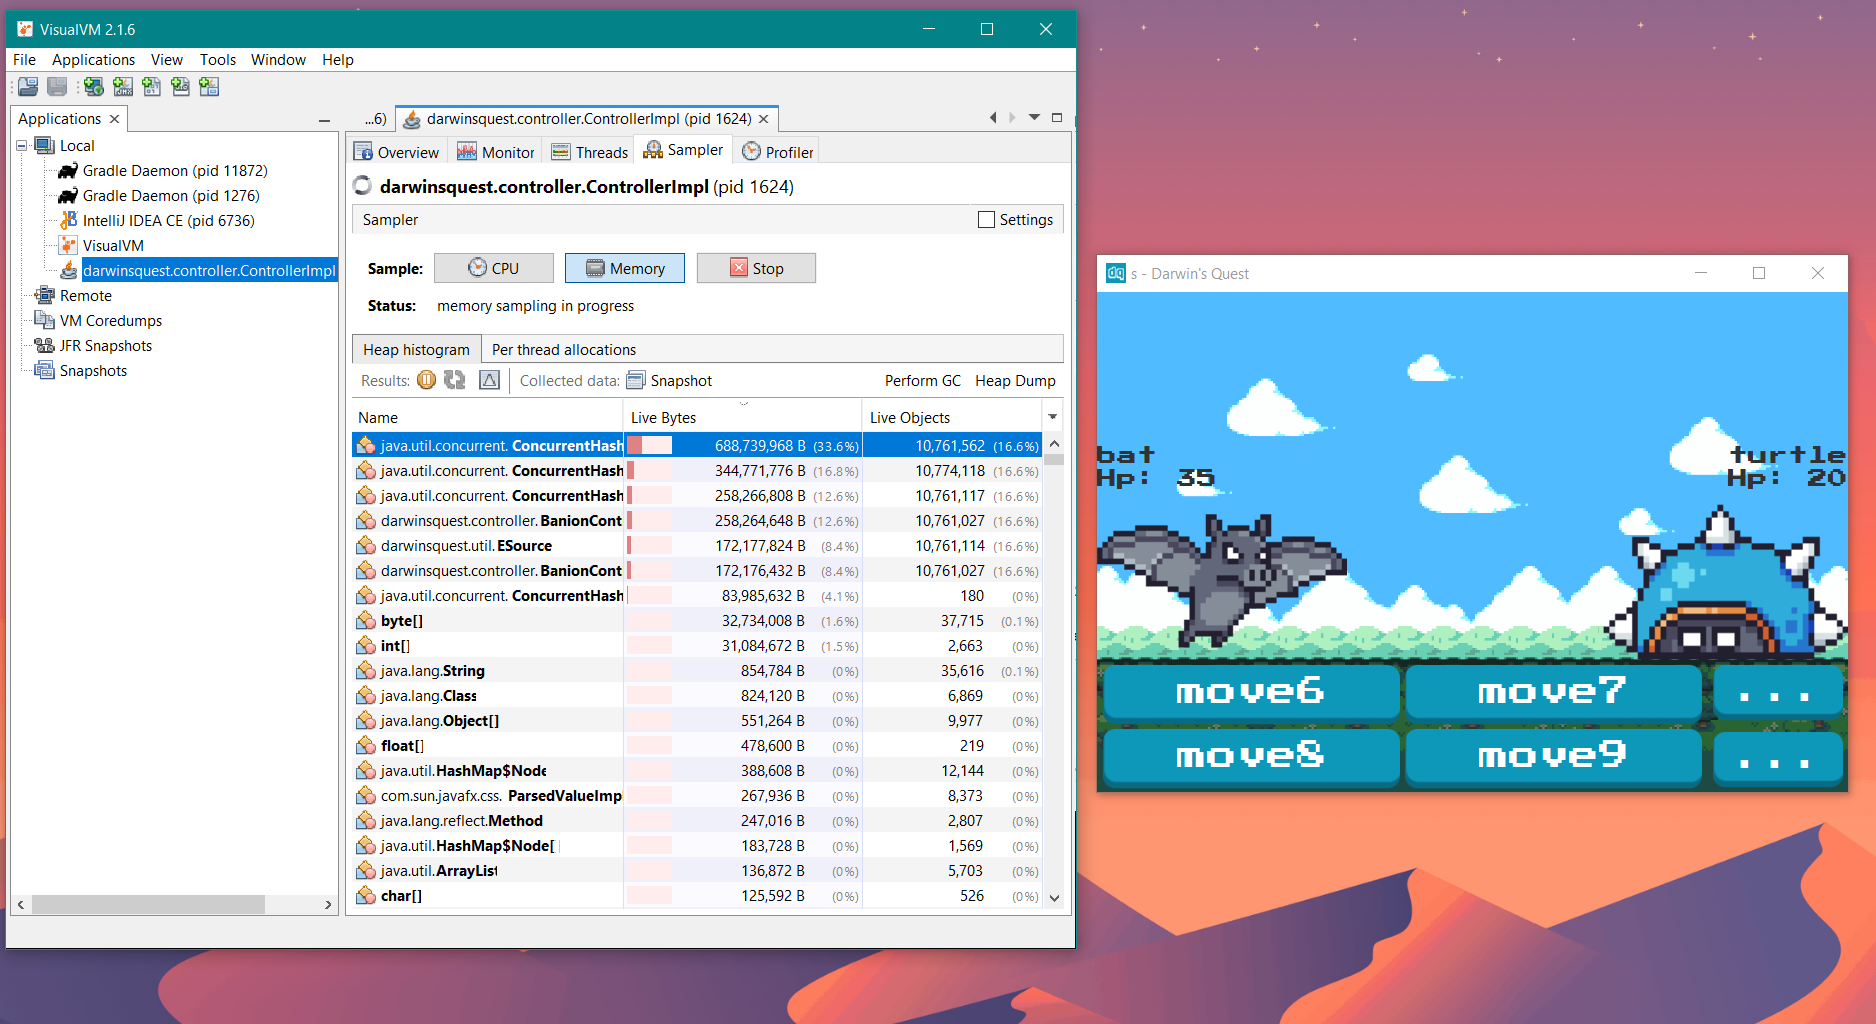 VisualVM 2.1.6
File Applications View Tools Window Help
Applications
Local
Gradle Daemon (pid 11872)
Gradle Daemon (pid 1276)
IntelliJ IDEA CE (pid 6736)
VisualVM
darwinsquest.controller.ControllerImpl
Remote
VM Coredumps
JFR Snapshots
Snapshots
...6) darwinsquest.controller.ControllerImpl (pid 1624)
Overview Monitor Threads Sampler Profiler
darwinsquest.controller.ControllerImpl (pid 1624)
Sampler Settings
Sample: CPU Memory Stop
Status: memory sampling in progress
Heap histogram Per thread allocations
Results: Collected data: Snapshot Perform GC Heap Dump
Name Live Bytes Live Objects
java.util.concurrent. ConcurrentHash 688,739,968 B (33.6%) 10,761,562 (16.6%)
java.util.concurrent. ConcurrentHash 344,771,776 B (16.8%) 10,774,118 (16.6%)
java.util.concurrent. ConcurrentHash 258,266,808 B (12.6%) 10,761,117 (16.6%)
darwinsquest.controller. BanionCont 258,264,648 B (12.6%) 10,761,027 (16.6%)
darwinsquest.util.ESource 172,177,824 B (8.4%) 10,761,114 (16.6%)
darwinsquest.controller. BanionCont 172,176,432 B (8.4%) 10,761,027 (16.6%)
java.util.concurrent. ConcurrentHash 83,985,632 B (4.1%) 180 (0%)
byte[] 32,734,008 B (1.6%) 37,715 (0.1%)
int[] 31,084,672 B (1.5%) 2,663 (0%)
java.lang.String 854,784 B (0%) 35,616 (0.1%)
java.lang.Class 824,120 B (0%) 6,869 (0%)
java.lang.Object[] 551,264 B (0%) 9,977 (0%)
float[] 478,600 B (0%) 219 (0%)
java.util.HashMap$Node 388,608 B (0%) 12,144 (0%)
com.sun.javafx.css. ParsedValueImp 267,936 B (0%) 8,373 (0%)
java.lang.reflect.Method 247,016 B (0%) 2,807 (0%)
java.util.HashMap$Node[ 183,728 B (0%) 1,569 (0%)
java.util.ArrayList 136,872 B (0%) 5,703 (0%)
char[] 125,592 B (0%) 526 (0%)
dq s - Darwin's Quest
bat
Hp: 35
turtle
Hp: 20
move6 move7 ...
move8 move9 ...